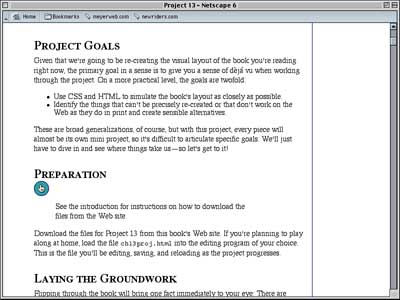 Project 13 - Netscape 6
Home Bookmarks meyerweb.com newriders.com
Project Goals
Given that we're going to be re-creating the visual layout of the book you're reading
right now, the primary goal in a sense is to give you a sense of déjà vu when working
through the project. On a more practical level, the goals are twofold:
• Use CSS and HTML to simulate the book's layout as closely as possible.
• Identify the things that can't be precisely re-created or that don't work on the
Web as they do in print and create sensible alternatives.
These are broad generalizations, of course, but with this project, every piece will
almost be its own mini project, so it's difficult to articulate specific goals. We'll just
have to dive in and see where things take us—so let's get to it!
Preparation
See the introduction for instructions on how to download the
files from the Web site.
Download the files for Project 13 from this book's Web site. If you're planning to play
along at home, load the file ch13proj.html into the editing program of your choice.
This is the file you'll be editing, saving, and reloading as the project progresses.
Laying the Groundwork
Flipping through the book will bring one fact immediately to your eye: There are